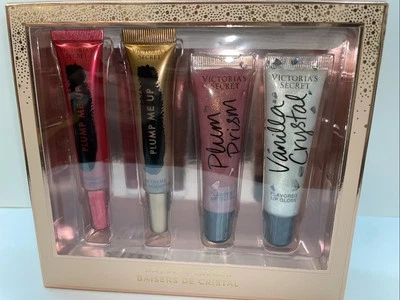 PLUMP ME UP
PLUMP ME UP
VICTORIA'S
SECRET
Plum
Prism
VICTORIA'S
SECRET
Vanilla
Crystal
FLAVORED
LIP GLOSS
BAISERS DE CRISTAL